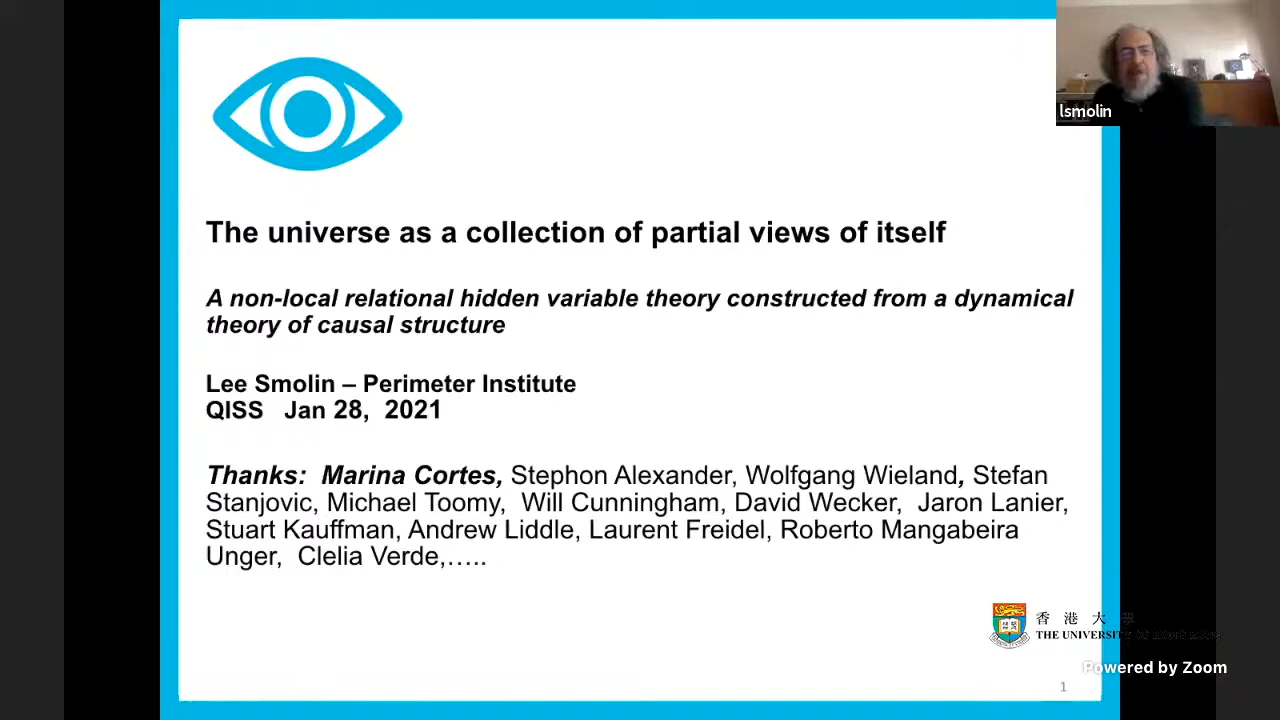 lsmolin
The universe as a collection of partial views of itself
A non-local relational hidden variable theory constructed from a dynamical
theory of causal structure
Lee Smolin – Perimeter Institute
QISS Jan 28, 2021
Thanks: Marina Cortes, Stephon Alexander, Wolfgang Wieland, Stefan
Stanjovic, Michael Toomy, Will Cunningham, David Wecker, Jaron Lanier,
Stuart Kauffman, Andrew Liddle, Laurent Freidel, Roberto Mangabeira
Unger, Clelia Verde,…..
香港大學
THE UNIVERSITY OF HONG KONG
Powered by Zoom
1